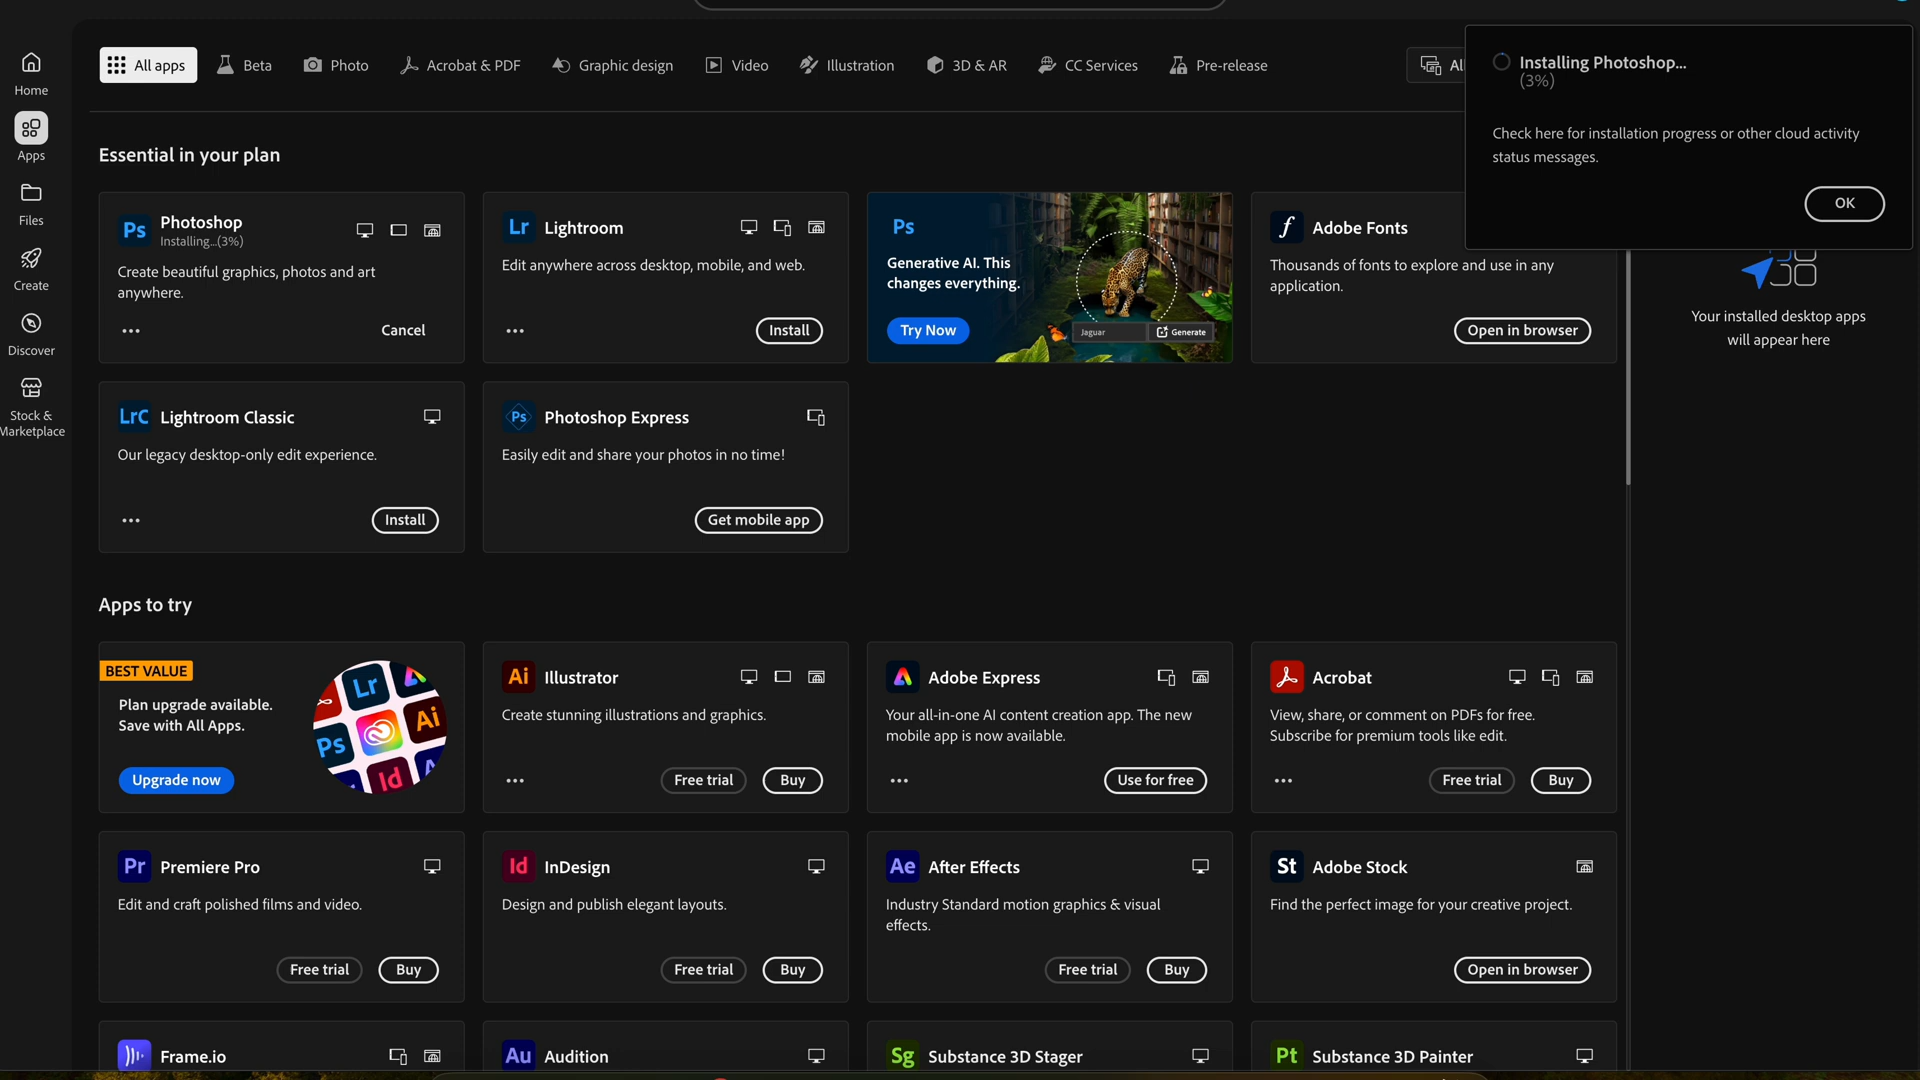 Home
Apps
Files
Create
Discover
Stock &
Marketplace
All apps
Beta
Photo
Acrobat & PDF
Graphic design
Video
Illustration
3D & AR
CC Services
Pre-release
Installing Photoshop...
(3%)
Check here for installation progress or other cloud activity
status messages.
OK
Essential in your plan
Ps
Photoshop
Installing...(3%)
Create beautiful graphics, photos and art
anywhere.
Cancel
Lr
Lightroom
Edit anywhere across desktop, mobile, and web.
Install
Ps
Generative AI. This
changes everything.
Try Now
Jaguar
Generate
f
Adobe Fonts
Thousands of fonts to explore and use in any
application.
Open in browser
Your installed desktop apps
will appear here
LrC
Lightroom Classic
Our legacy desktop-only edit experience.
Install
Ps
Photoshop Express
Easily edit and share your photos in no time!
Get mobile app
Apps to try
BEST VALUE
Plan upgrade available.
Save with All Apps.
Upgrade now
Lr
Ai
Ps
Id
Ai
Illustrator
Create stunning illustrations and graphics.
Free trial
Buy
Adobe Express
Your all-in-one AI content creation app. The new
mobile app is now available.
Use for free
Acrobat
View, share, or comment on PDFs for free.
Subscribe for premium tools like edit.
Free trial
Buy
Pr
Premiere Pro
Edit and craft polished films and video.
Free trial
Buy
Id
InDesign
Design and publish elegant layouts.
Free trial
Buy
Ae
After Effects
Industry Standard motion graphics & visual
effects.
Free trial
Buy
St
Adobe Stock
Find the perfect image for your creative project.
Open in browser
Frame.io
Au
Audition
Sg
Substance 3D Stager
Pt
Substance 3D Painter